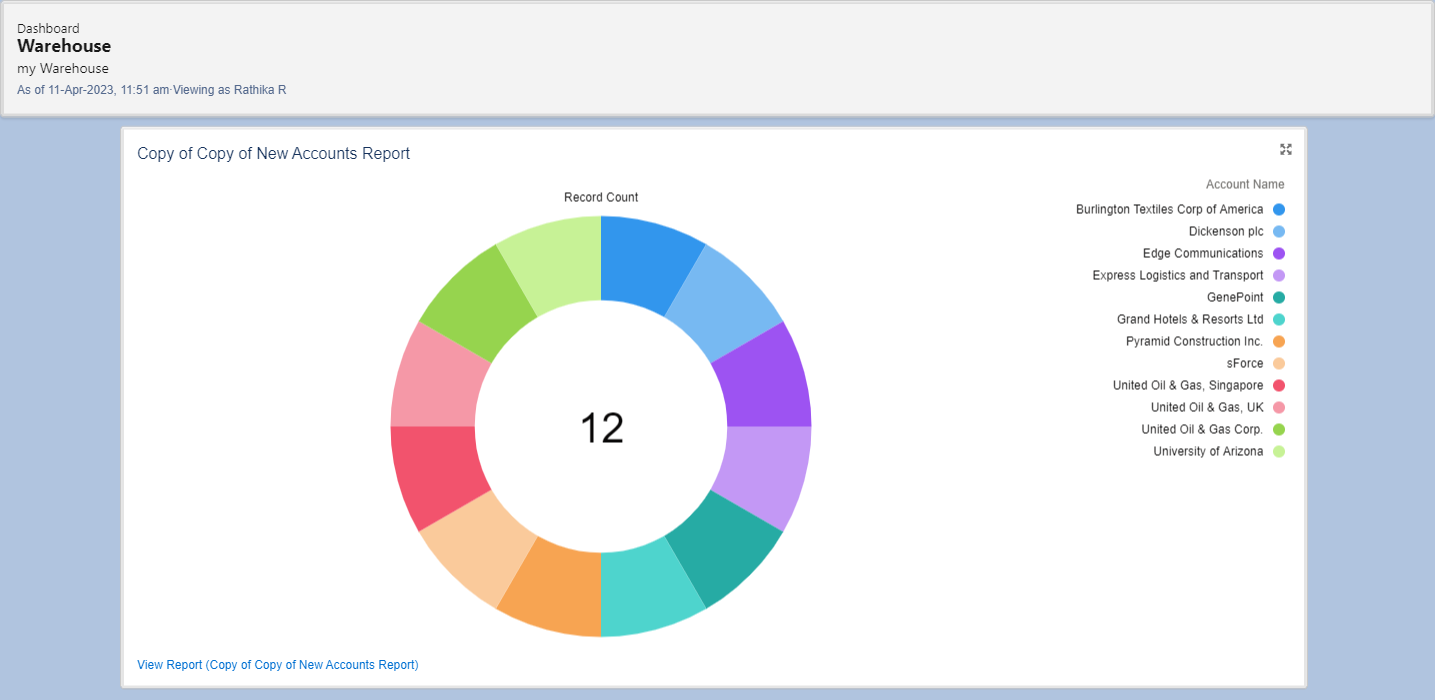 Dashboard
Warehouse
my Warehouse
As of 11-Apr-2023, 11:51 am·Viewing as Rathika R
Copy of Copy of New Accounts Report
Record Count
12
Account Name
Burlington Textiles Corp of America
Dickenson plc
Edge Communications
Express Logistics and Transport
GenePoint
Grand Hotels & Resorts Ltd
Pyramid Construction Inc.
sForce
United Oil & Gas, Singapore
United Oil & Gas, UK
United Oil & Gas Corp.
University of Arizona
View Report (Copy of Copy of New Accounts Report)